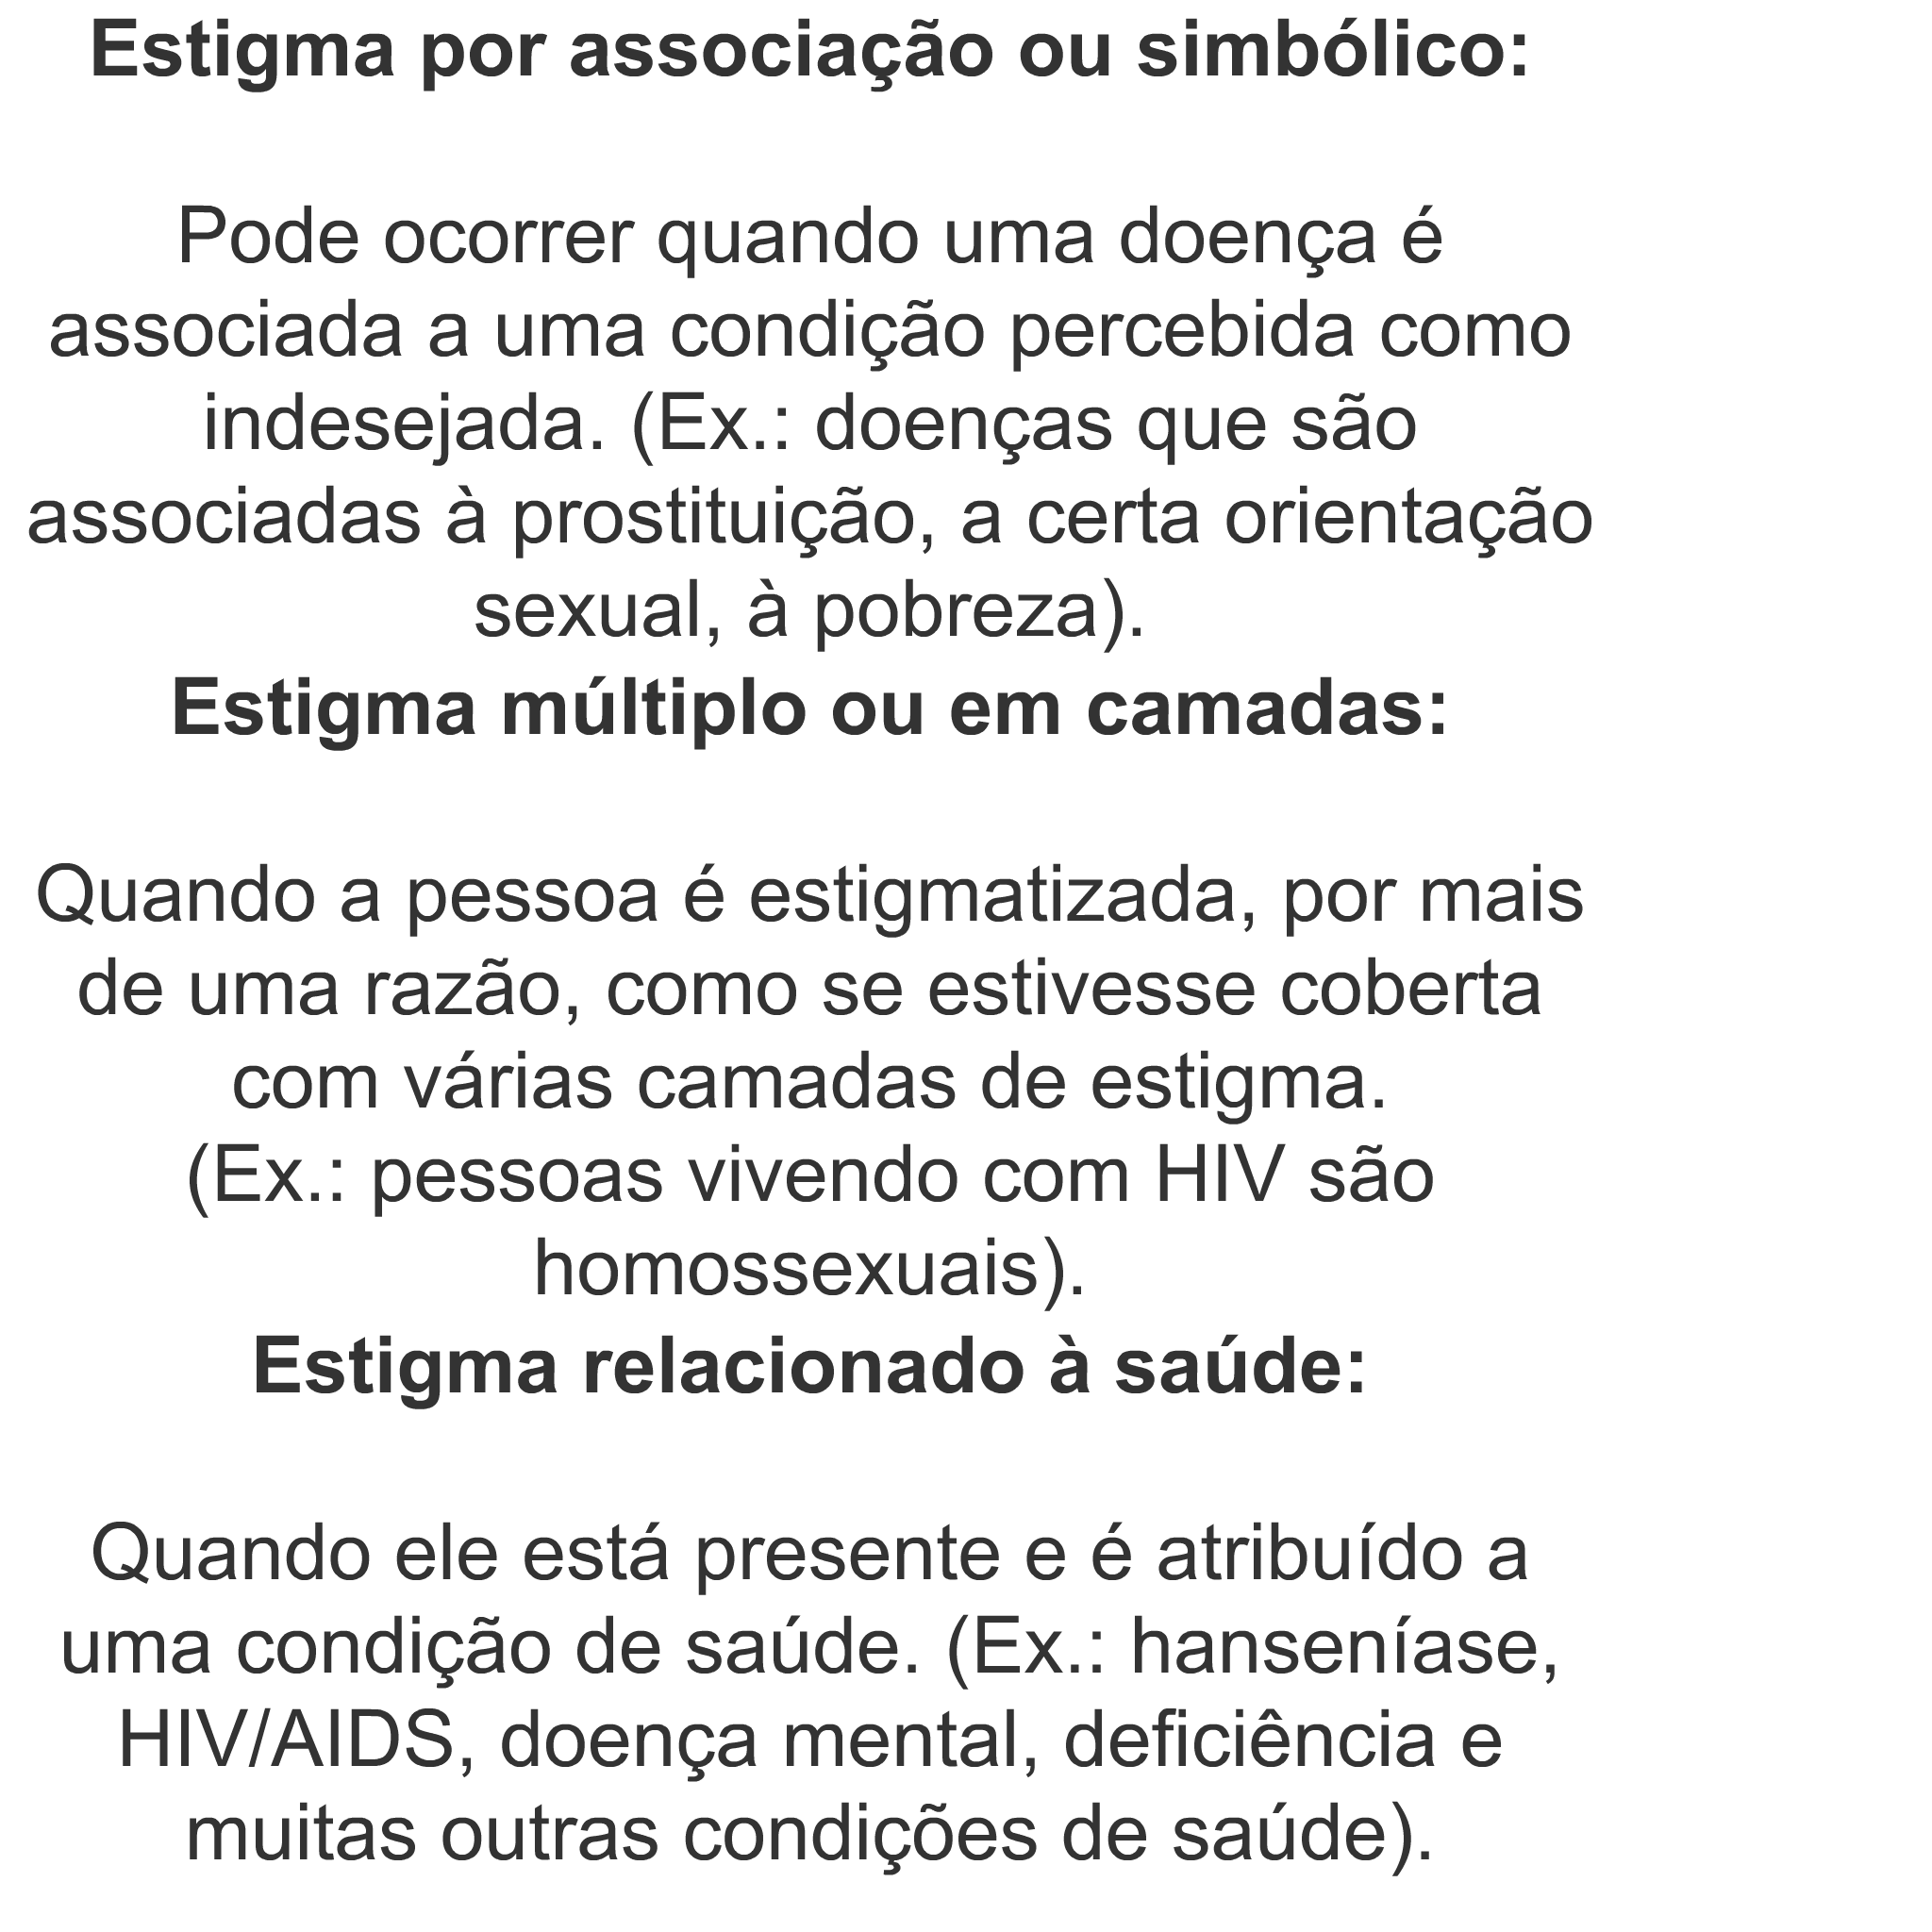 Estigma por associação ou simbólico:
Pode ocorrer quando uma doença é
associada a uma condição percebida como
indesejada. (Ex.: doenças que são
associadas à prostituição, a certa orientação
sexual, à pobreza).
Estigma múltiplo ou em camadas:
Quando a pessoa é estigmatizada, por mais
de uma razão, como se estivesse coberta
com várias camadas de estigma.
(Ex.: pessoas vivendo com HIV são
homossexuais).
Estigma relacionado à saúde:
Quando ele está presente e é atribuído a
uma condição de saúde. (Ex.: hanseníase,
HIV/AIDS, doença mental, deficiência e
muitas outras condições de saúde).